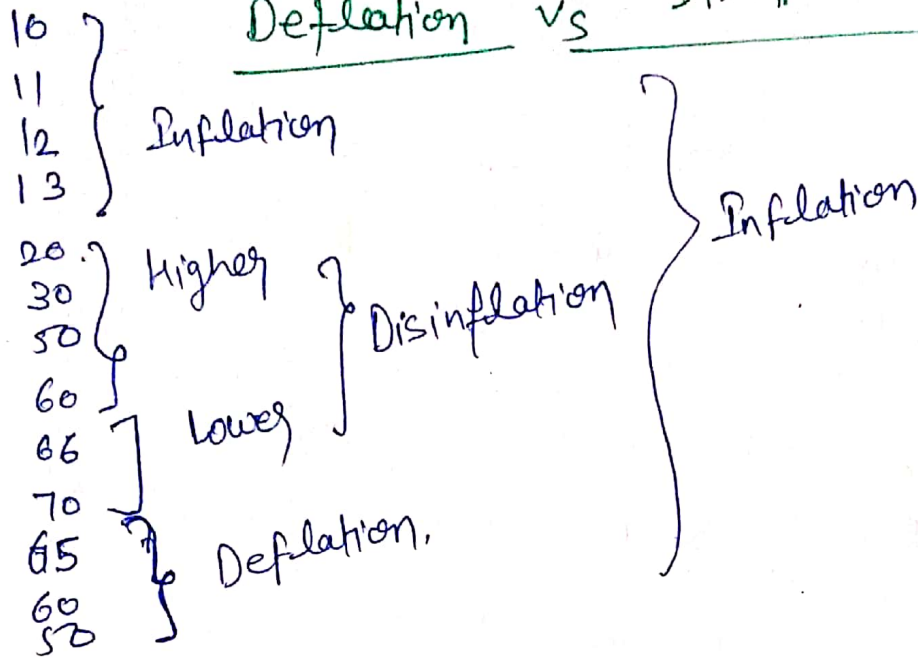 Deflation Vs
10
11
12
13
Inflation
20.
30
50
60
Higher
66
70
Lower
Disinflation
65
60
50
Deflation.
Inflation